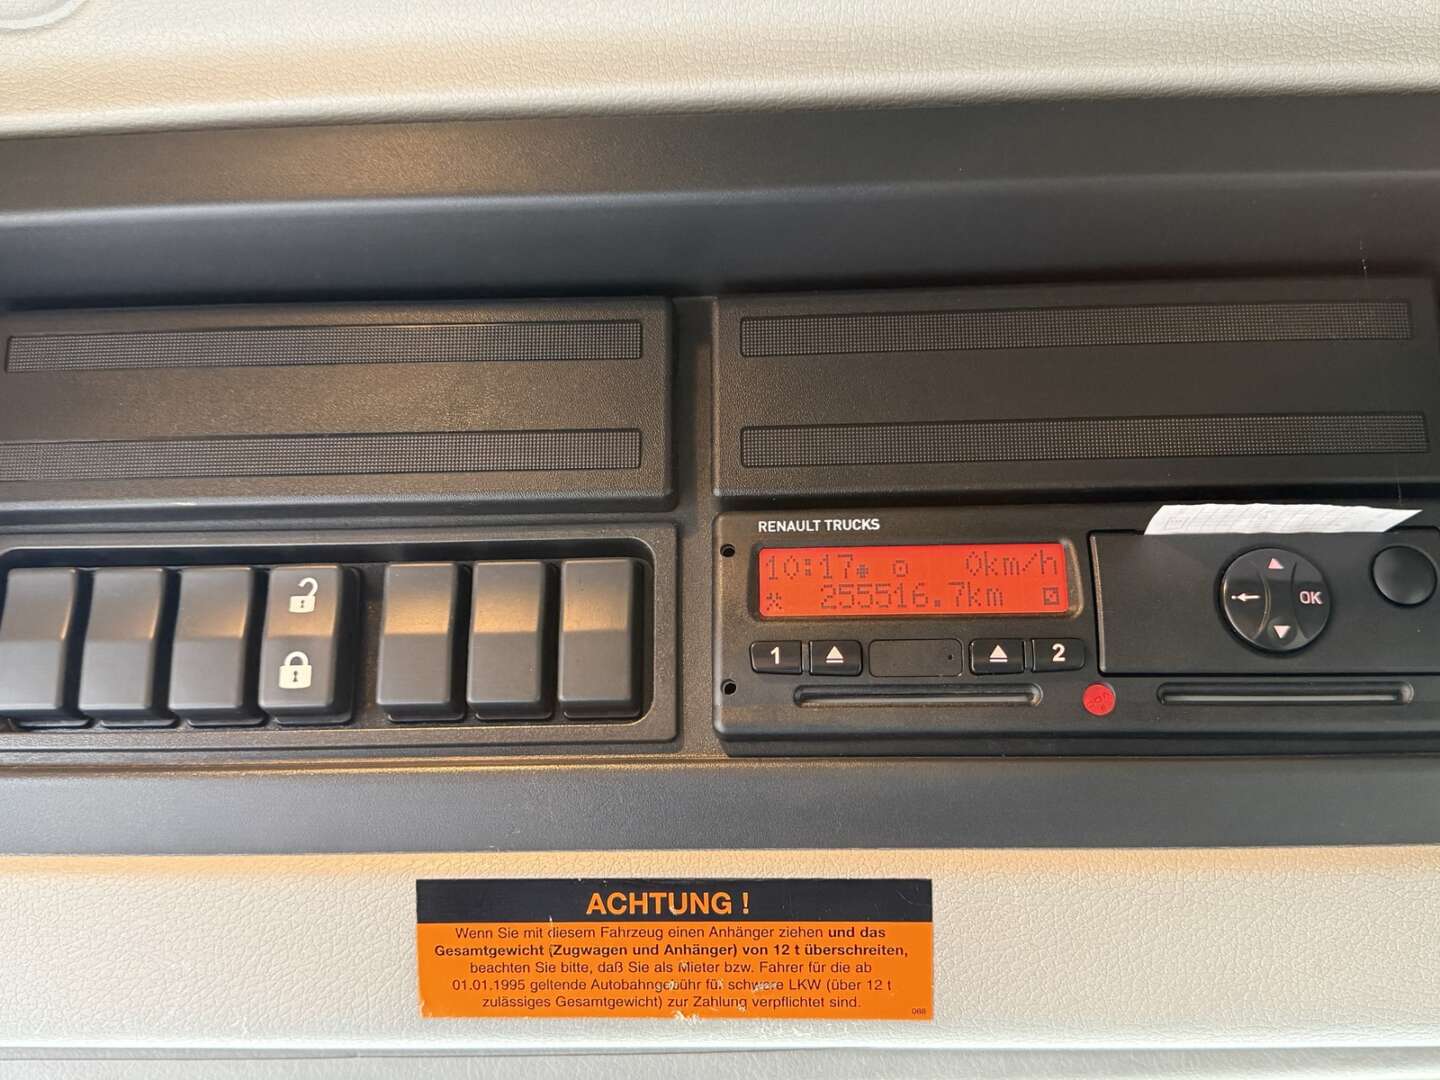 RENAULT TRUCKS
10:17 0km/h
255516.7km
1 2
OK
ACHTUNG !
Wenn Sie mit diesem Fahrzeug einen Anhänger ziehen und das
Gesamtgewicht (Zugwagen und Anhänger) von 12 t überschreiten,
beachten Sie bitte, daß Sie als Mieter bzw. Fahrer für die ab
01.01.1995 geltende Autobahngebühr für schwere LKW (über 12 t
zulässiges Gesamtgewicht) zur Zahlung verpflichtet sind.